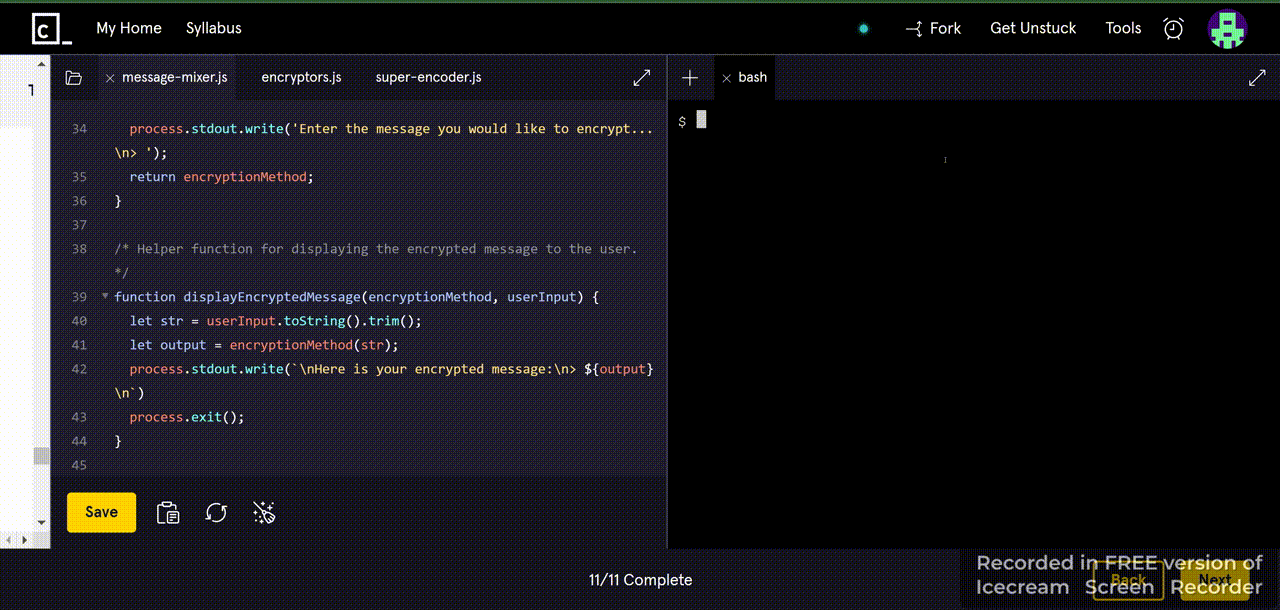 c_ My Home Syllabus Fork Get Unstuck Tools
1
message-mixer.js encryptors.js super-encoder.js bash
34 process.stdout.write('Enter the message you would like to encrypt...
\n> ');
35 return encryptionMethod;
36 }
37
38 /* Helper function for displaying the encrypted message to the user.
*/
39 function displayEncryptedMessage(encryptionMethod, userInput) {
40 let str = userInput.toString().trim();
41 let output = encryptionMethod(str);
42 process.stdout.write(`\nHere is your encrypted message:\n> ${output}
\n`)
43 process.exit();
44 }
45
$
Save
11/11 Complete
Back Next
Recorded in FREE version of
Icecream Screen Recorder